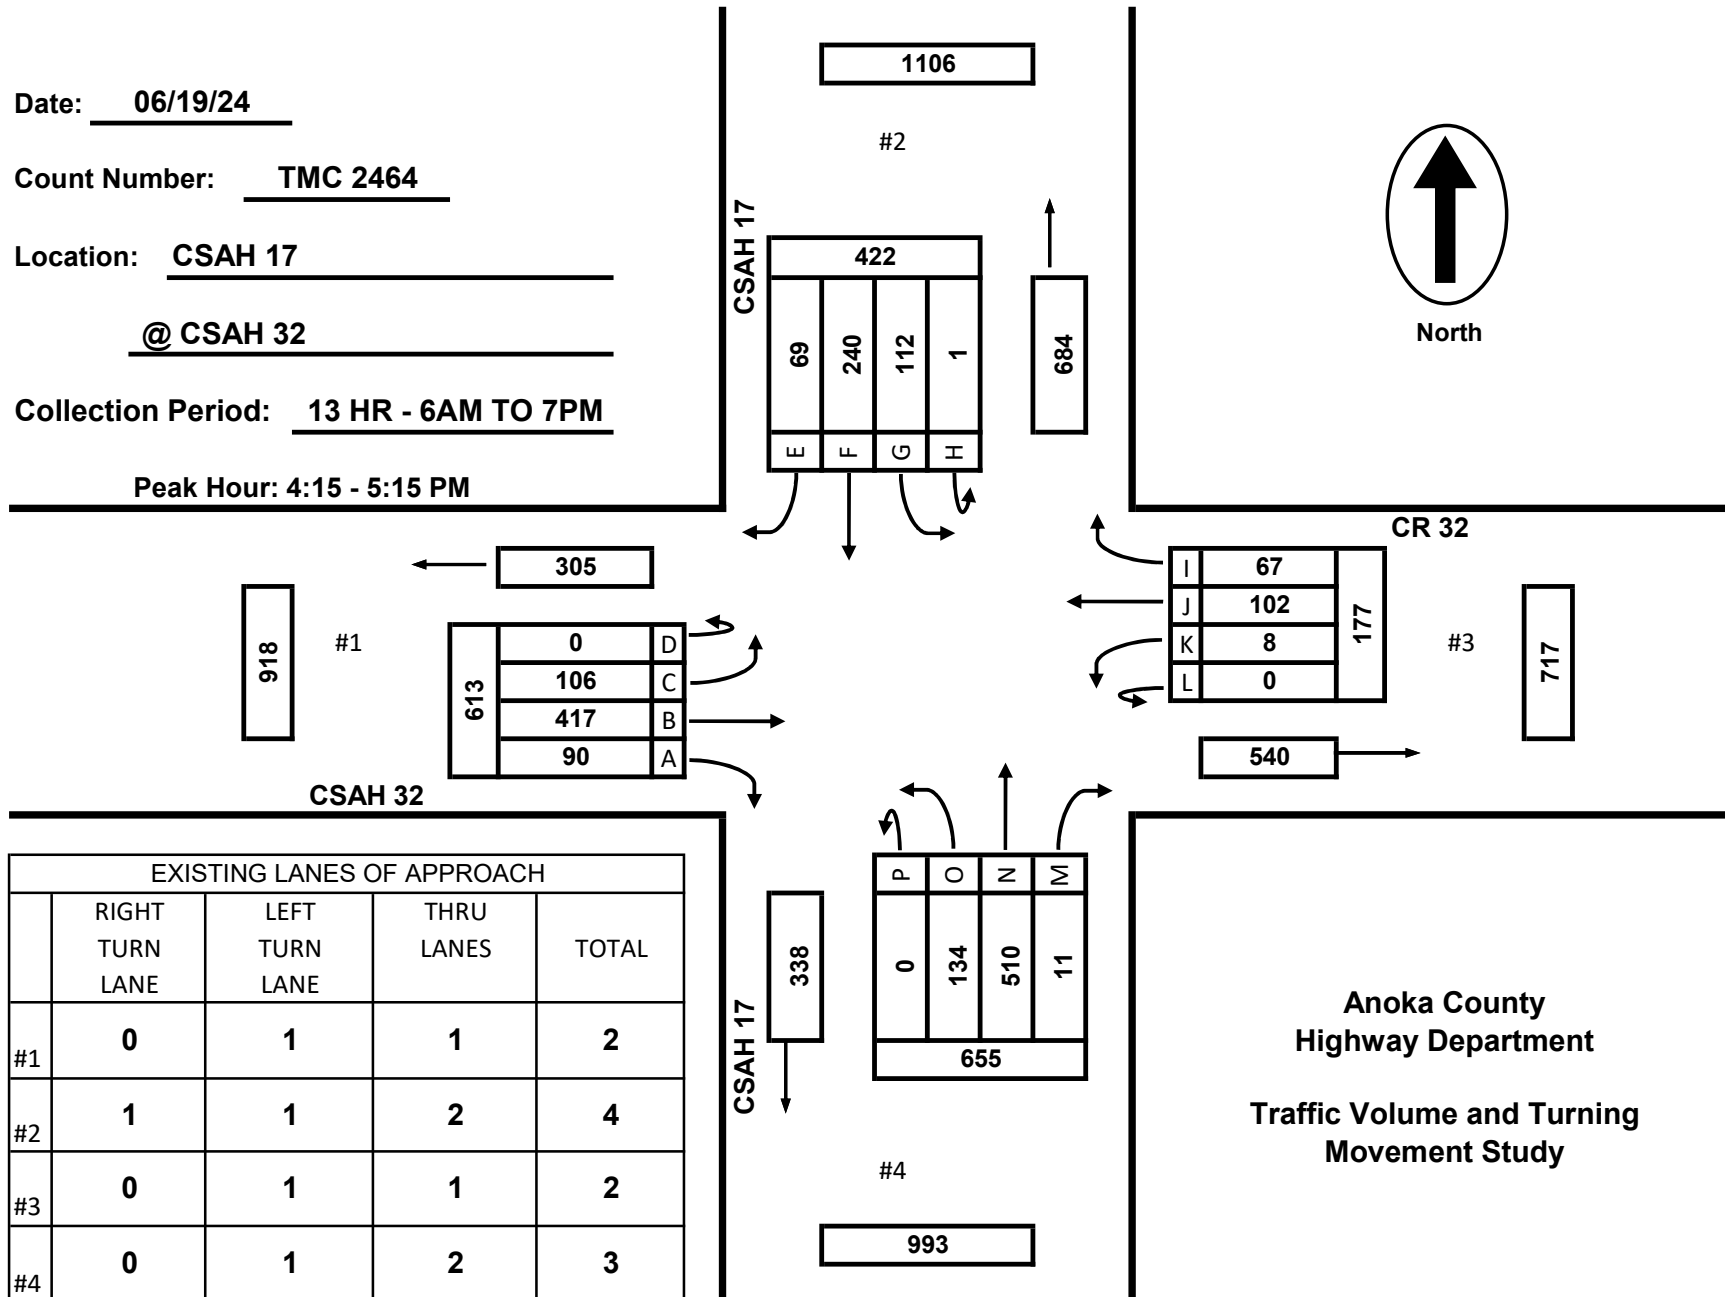 Date: 06/19/24
Count Number: TMC 2464
Location: CSAH 17
@ CSAH 32
Collection Period: 13 HR - 6AM TO 7PM
Peak Hour: 4:15 - 5:15 PM
1106
#2
CSAH 17
422
69 240 112 1
E F G H
684
North
CR 32
305
918
#1
613
0 D
106 C
417 B
90 A
CSAH 32
I 67
J 102
K 8
L 0
177
#3
717
540
P O N M
0 134 510 11
655
338
CSAH 17
#4
993
EXISTING LANES OF APPROACH
RIGHT LEFT THRU
TURN TURN LANES TOTAL
LANE LANE
#1 0 1 1 2
#2 1 1 2 4
#3 0 1 1 2
#4 0 1 2 3
Anoka County
Highway Department
Traffic Volume and Turning
Movement Study